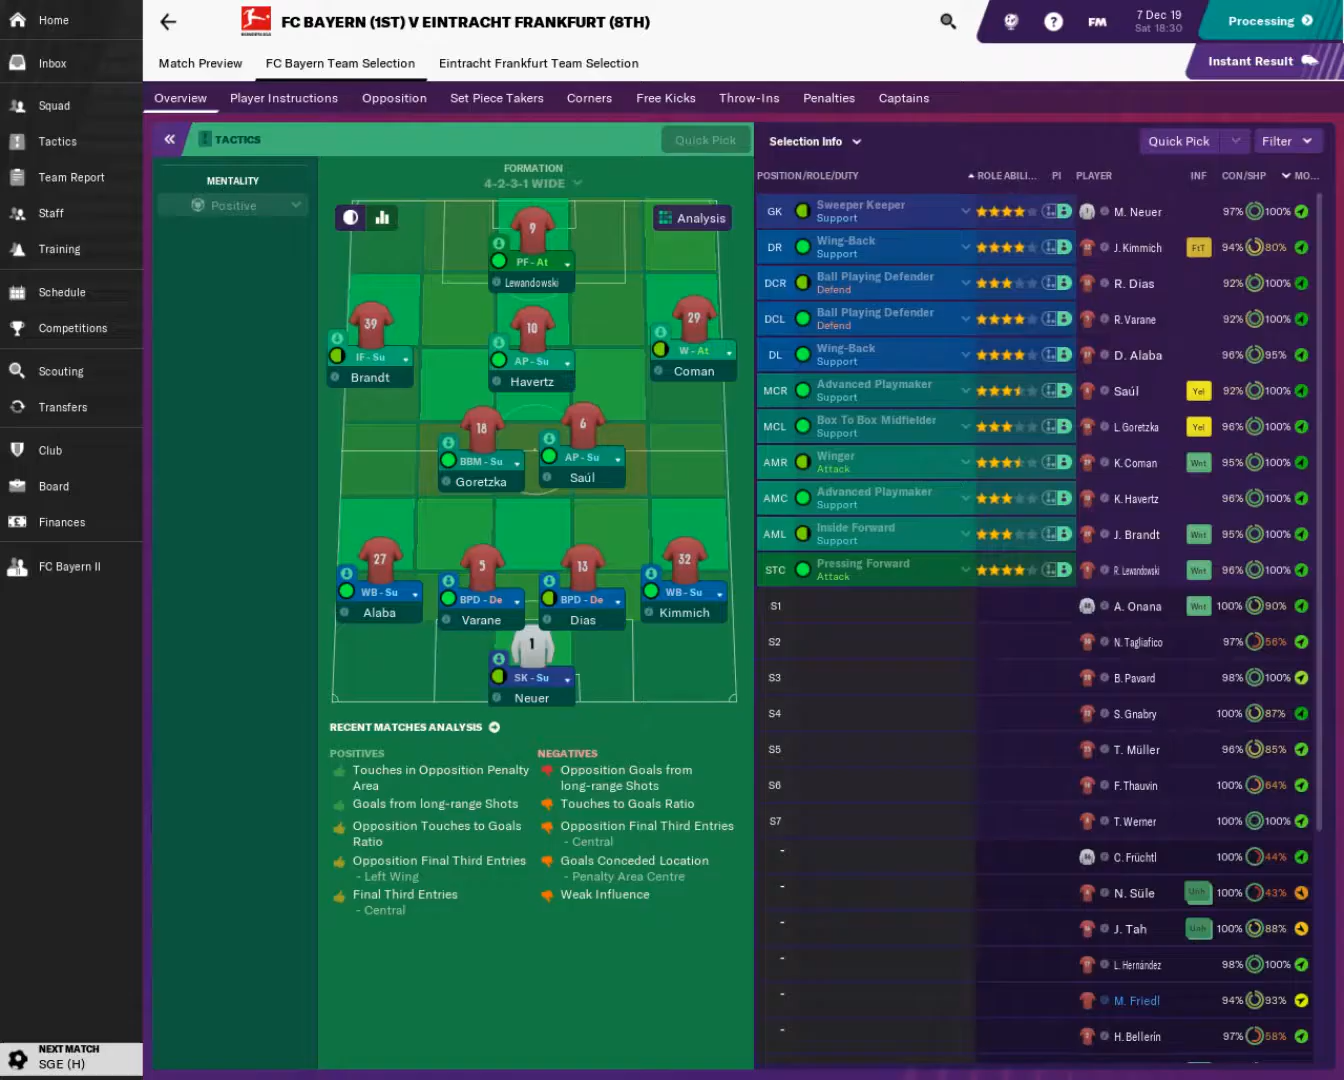 Home
Inbox
Squad
Tactics
Team Report
Staff
Training
Schedule
Competitions
Scouting
Transfers
Club
Board
Finances
FC Bayern II
NEXT MATCH
SGE (H)
FC BAYERN (1ST) V EINTRACHT FRANKFURT (8TH)
FM
7 Dec 19
Sat 18:30
Processing
Instant Result
Match Preview FC Bayern Team Selection Eintracht Frankfurt Team Selection
Overview Player Instructions Opposition Set Piece Takers Corners Free Kicks Throw-Ins Penalties Captains
TACTICS
Quick Pick
MENTALITY
Positive
FORMATION
4-2-3-1 WIDE
Analysis
9
PF - At
Lewandowski
39
IF - Su
Brandt
10
AP - Su
Havertz
29
W - At
Coman
18
BBM - Su
Goretzka
6
AP - Su
Saúl
27
WB - Su
Alaba
5
BPD - De
Varane
13
BPD - De
Dias
32
WB - Su
Kimmich
1
SK - Su
Neuer
RECENT MATCHES ANALYSIS
POSITIVES
Touches in Opposition Penalty
Area
Goals from long-range Shots
Opposition Touches to Goals
Ratio
Opposition Final Third Entries
- Left Wing
Final Third Entries
- Central
NEGATIVES
Opposition Goals from
long-range Shots
Touches to Goals Ratio
Opposition Final Third Entries
- Central
Goals Conceded Location
- Penalty Area Centre
Weak Influence
Selection Info
Quick Pick
Filter
POSITION/ROLE/DUTY ROLE ABILI... PI PLAYER INF CON/SHP MO...
GK Sweeper Keeper Support M. Neuer 97% 100%
DR Wing-Back Support J. Kimmich FtT 94% 80%
DCR Ball Playing Defender Defend R. Dias 92% 100%
DCL Ball Playing Defender Defend R. Varane 92% 100%
DL Wing-Back Support D. Alaba 96% 95%
MCR Advanced Playmaker Support Saúl Yel 92% 100%
MCL Box To Box Midfielder Support L. Goretzka Yel 96% 100%
AMR Winger Attack K. Coman Wnt 95% 100%
AMC Advanced Playmaker Support K. Havertz 96% 100%
AML Inside Forward Support J. Brandt Wnt 95% 100%
STC Pressing Forward Attack R. Lewandowski Wnt 96% 100%
S1 A. Onana Wnt 100% 90%
S2 N. Tagliafico 97% 56%
S3 B. Pavard 98% 100%
S4 S. Gnabry 100% 87%
S5 T. Müller 96% 85%
S6 F. Thauvin 100% 64%
S7 T. Werner 100% 100%
- C. Früchtl 100% 44%
- N. Süle Unh 100% 43%
- J. Tah Unh 100% 88%
- L. Hernández 98% 100%
- M. Friedl 94% 93%
- H. Bellerín 97% 58%